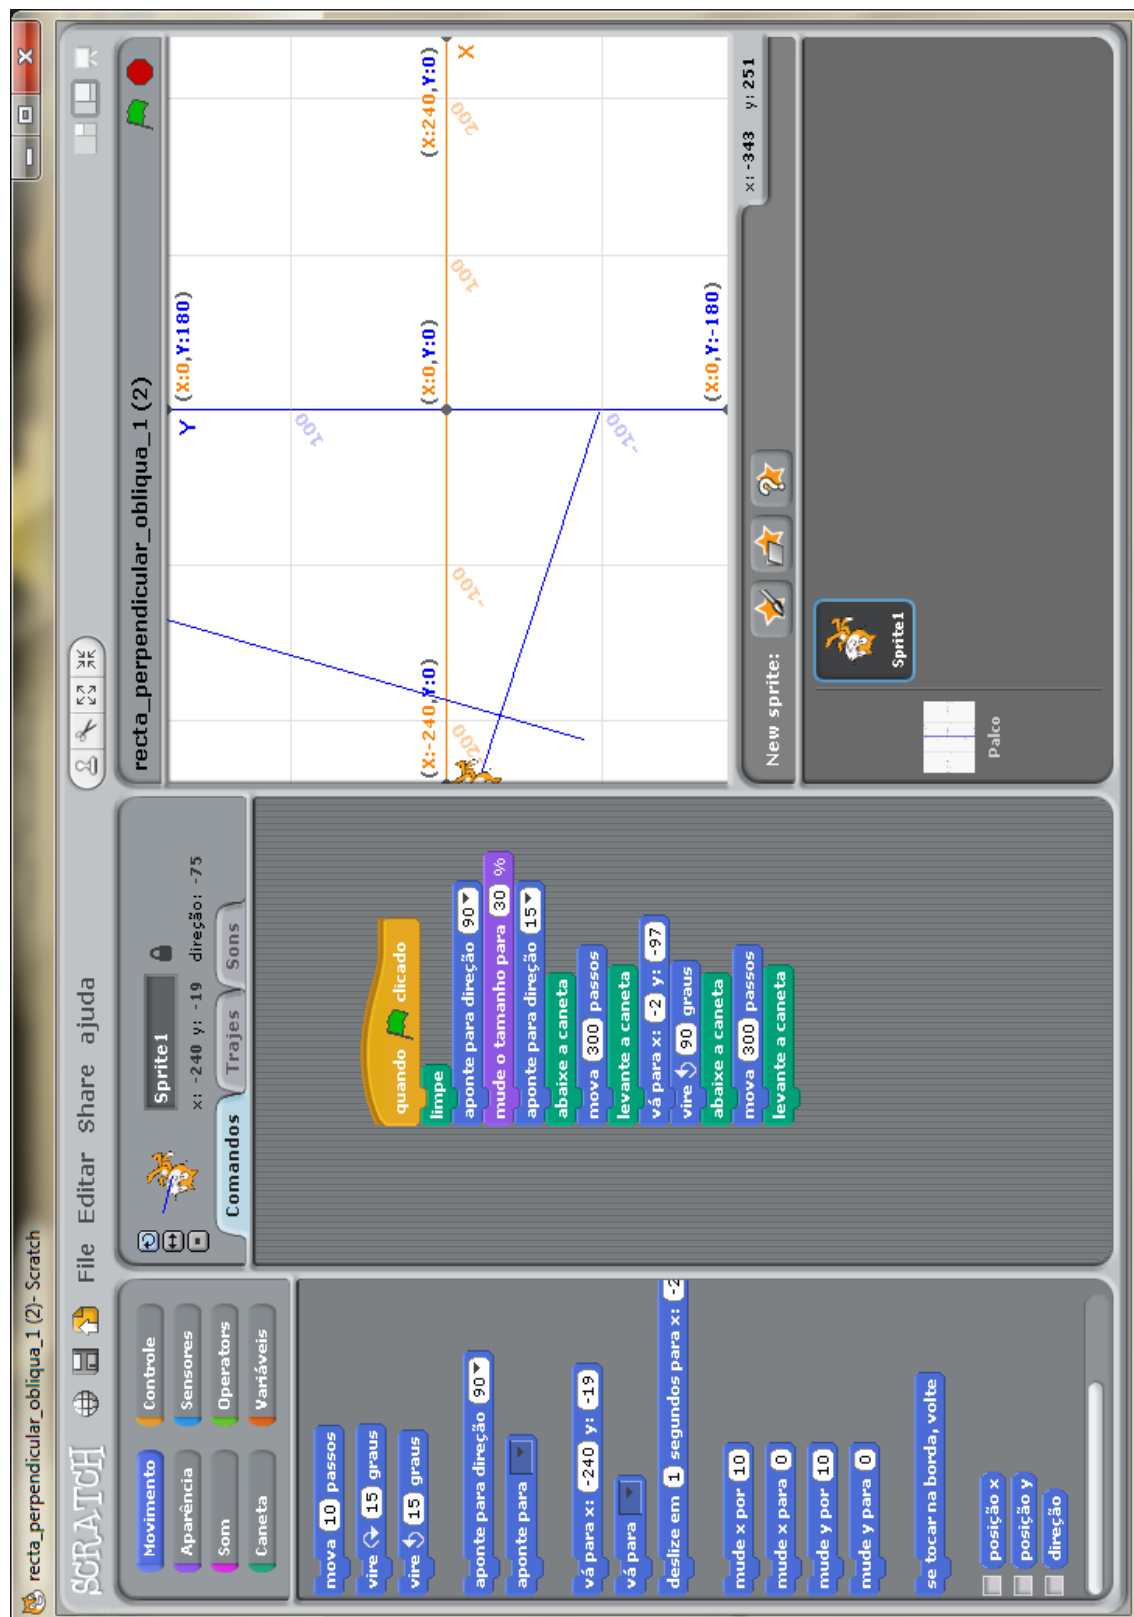 recta_perpendicular_obliqua_1 (2)- Scratch
SCRATCH
File Editar Share ajuda
Movimento
Controle
Aparência
Sensores
Som
Operators
Caneta
Variáveis
mova 10 passos
vire 15 graus
vire 15 graus
aponte para direção 90
aponte para
vá para x: -240 y: -19
vá para
deslize em 1 segundos para x: -2
mude x por 10
mude x para 0
mude y por 10
mude y para 0
se tocar na borda, volte
posição x
posição y
direção
Sprite1
x: -240 y: -19 direção: -75
Comandos
Trajes
Sons
quando clicado
limpe
aponte para direção 90
mude o tamanho para 30 %
aponte para direção 15
abaixe a caneta
mova 300 passos
levante a caneta
vá para x: -2 y: -97
vire 90 graus
abaixe a caneta
mova 300 passos
levante a caneta
recta_perpendicular_obliqua_1 (2)
(X:0,Y:180)
Y
100
(X:-240,Y:0)
(X:0,Y:0)
(X:240,Y:0)
X
-200
-100
100
200
-100
(X:0,Y:-180)
x: -343 y: 251
New sprite:
Sprite1
Palco